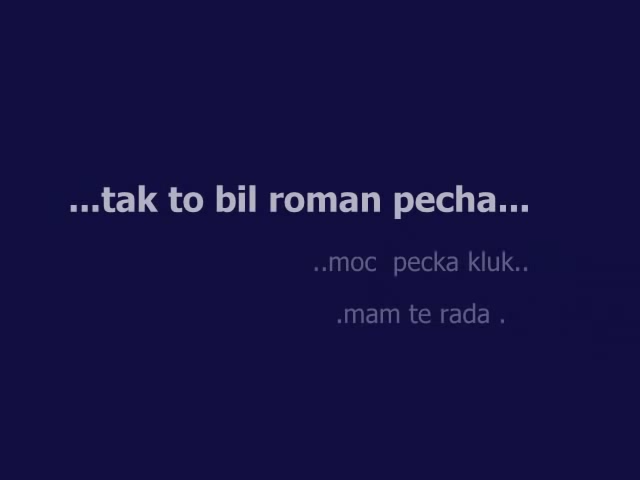 ...tak to bil roman pecha...
..moc  pecka kluk..
.mam te rada .